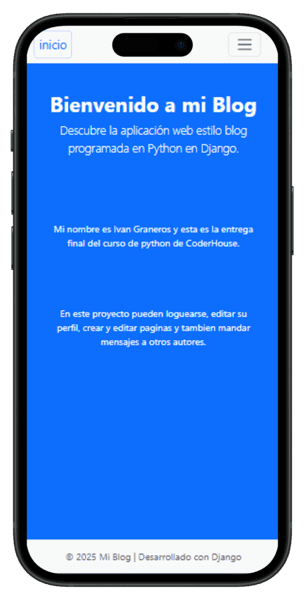 inicio
Bienvenido a mi Blog
Descubre la aplicación web estilo blog
programada en Python en Django.
Mi nombre es Ivan Graneros y esta es la entrega
final del curso de python de CoderHouse.
En este proyecto pueden loguearse, editar su
perfil, crear y editar paginas y tambien mandar
mensajes a otros autores.
© 2025 Mi Blog | Desarrollado con Django